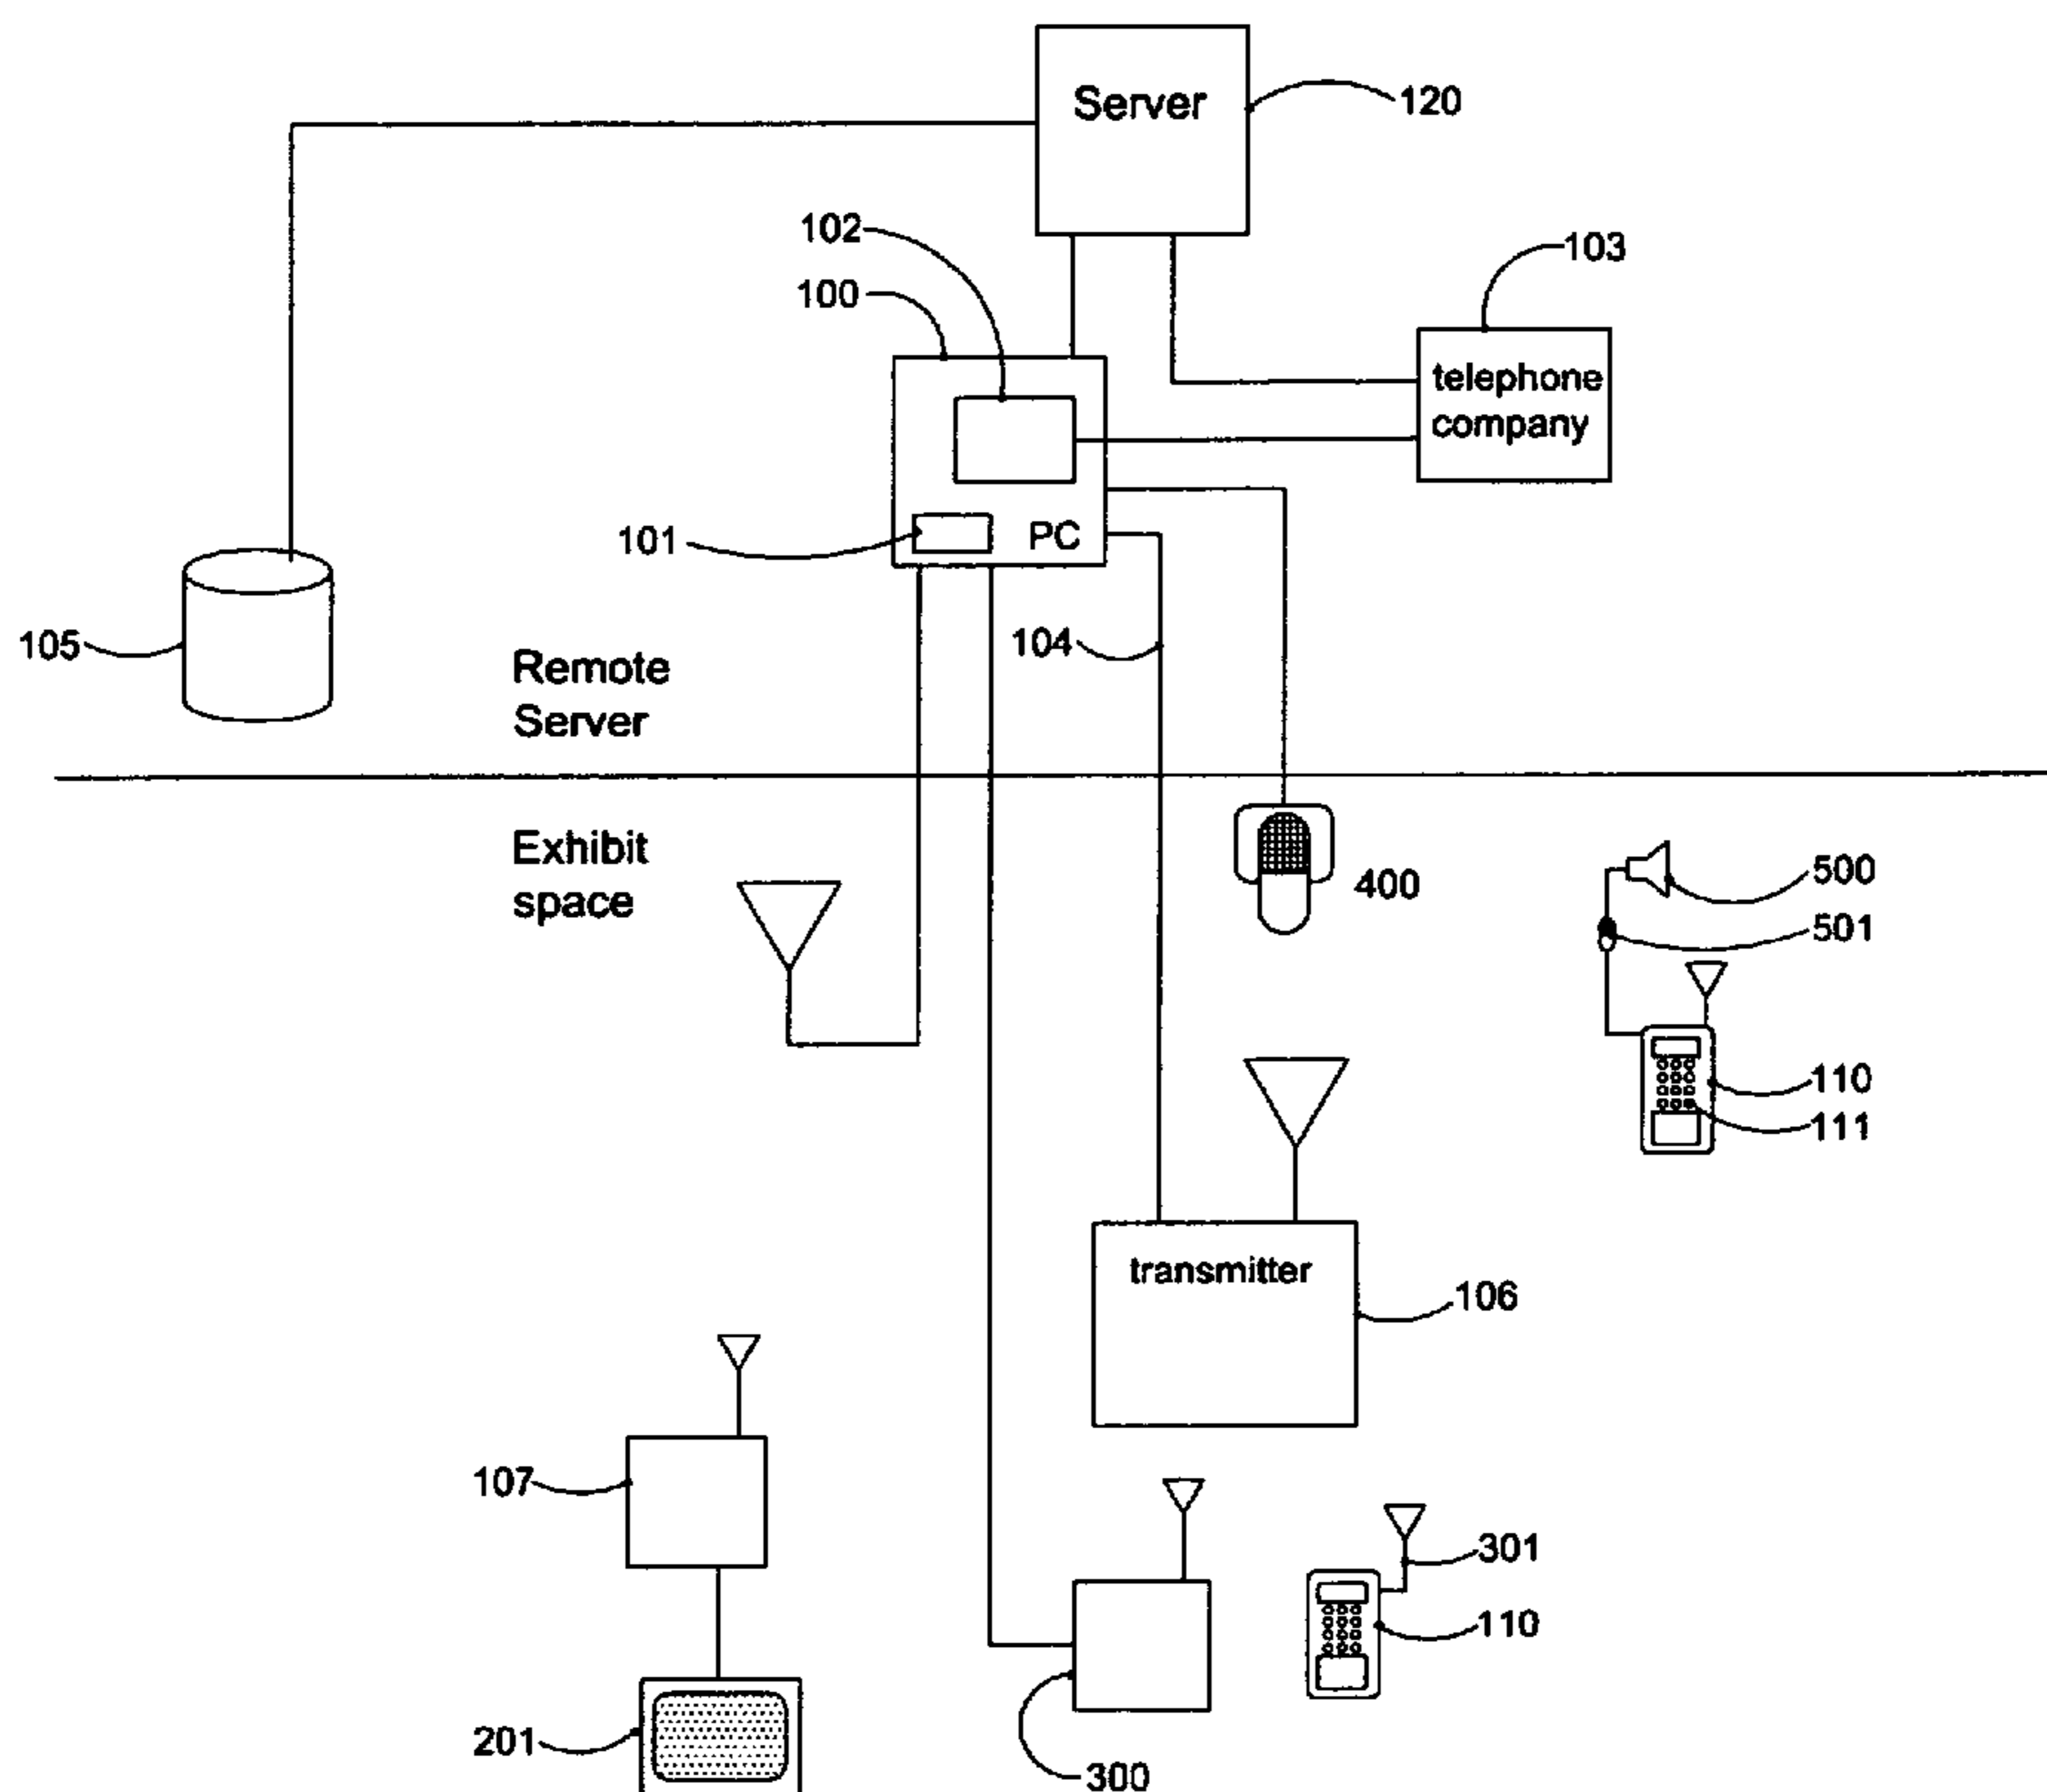 Server
120
102
103
100
telephone
company
101
PC
105
104
Remote
Server
Exhibit
space
400
500
501
110
111
transmitter
106
107
301
110
201
300